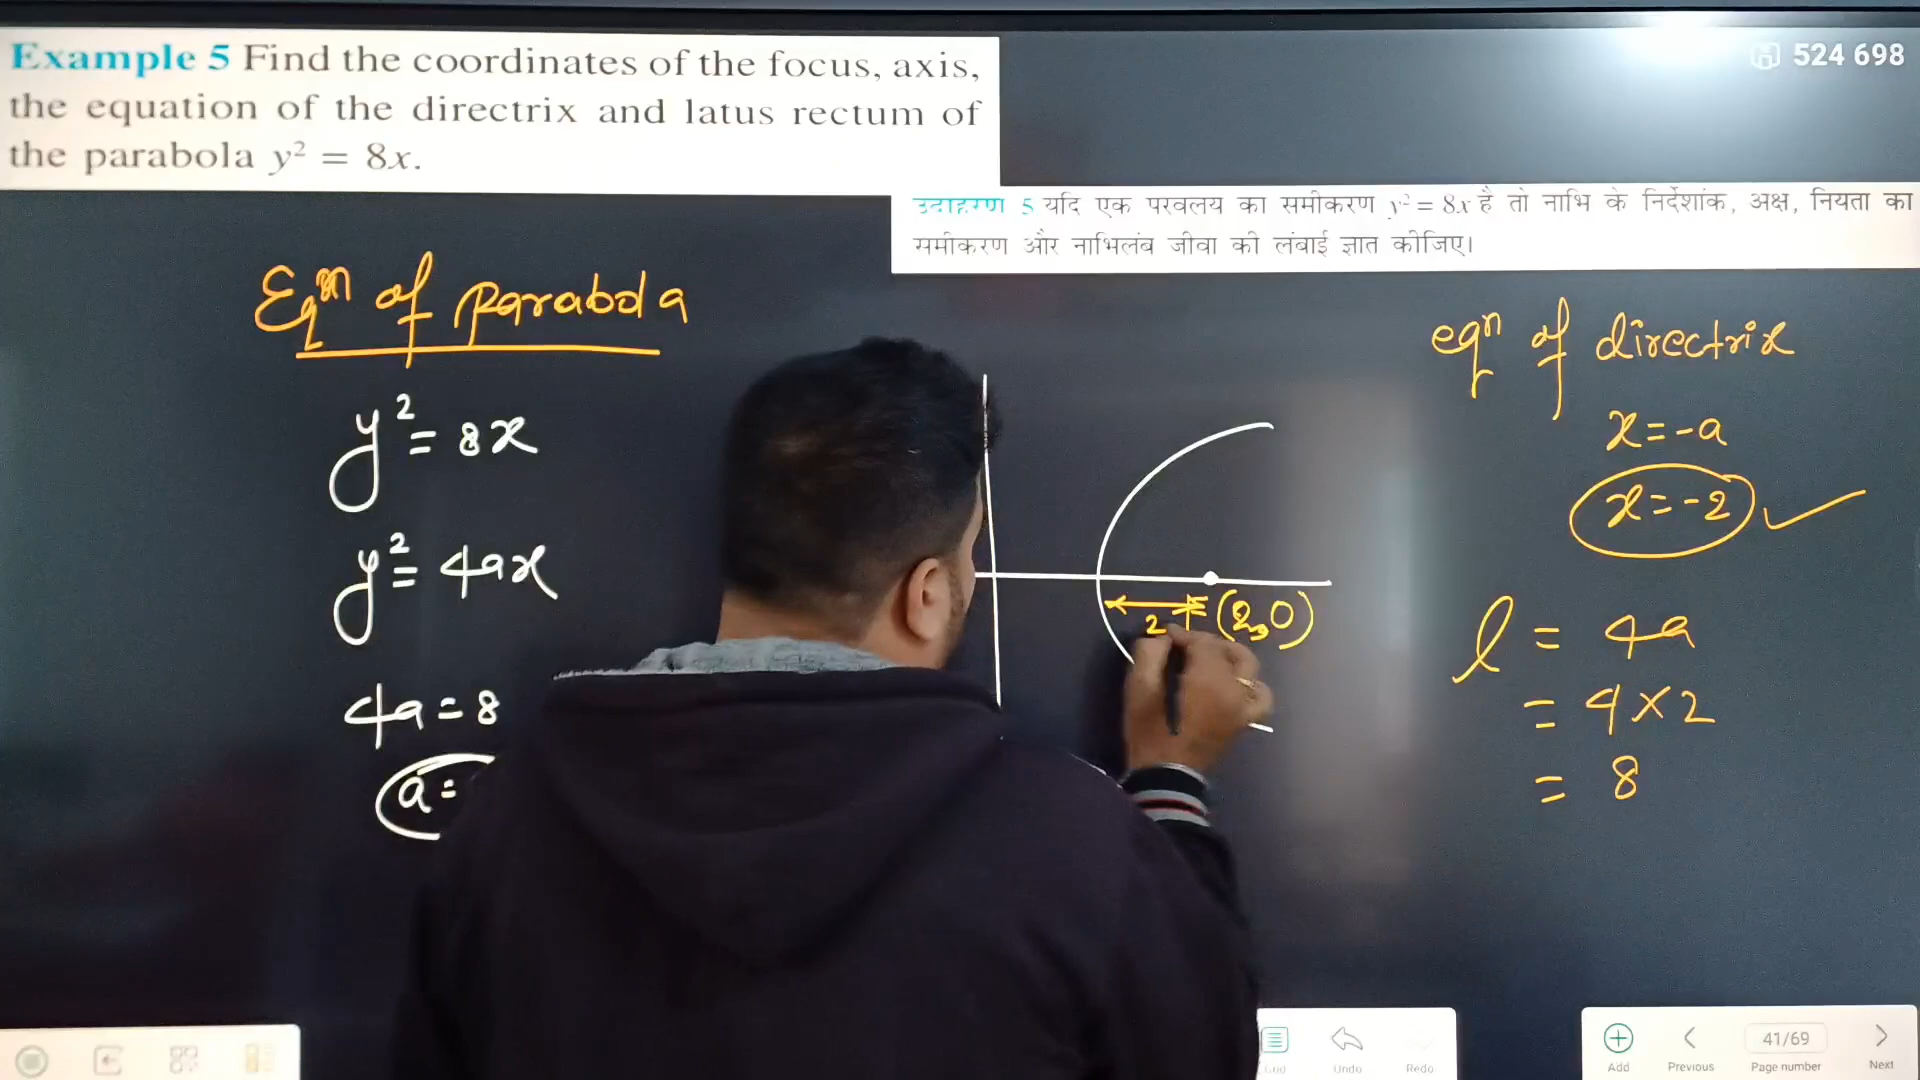 Example 5 Find the coordinates of the focus, axis,
the equation of the directrix and latus rectum of
the parabola y² = 8x.
524 698
उदाहरण 5 यदि एक परवलय का समीकरण y² = 8x है तो नाभि के निर्देशांक, अक्ष, नियता का
समीकरण और नाभिलंब जीवा की लंबाई ज्ञात कीजिए।
Eqⁿ of parabola
y² = 8x
y² = 4ax
4a = 8
a =
2
(2,0)
eqⁿ of directrix
x = -a
x = -2
l = 4a
= 4 × 2
= 8
Undo
Redo
Add
Previous
41/69
Page number
Next